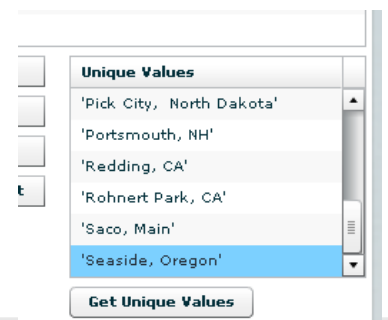 Unique Values
'Pick City,  North Dakota'
'Portsmouth, NH'
'Redding, CA'
'Rohnert Park, CA'
t
'Saco, Main'
'Seaside, Oregon'
Get Unique Values